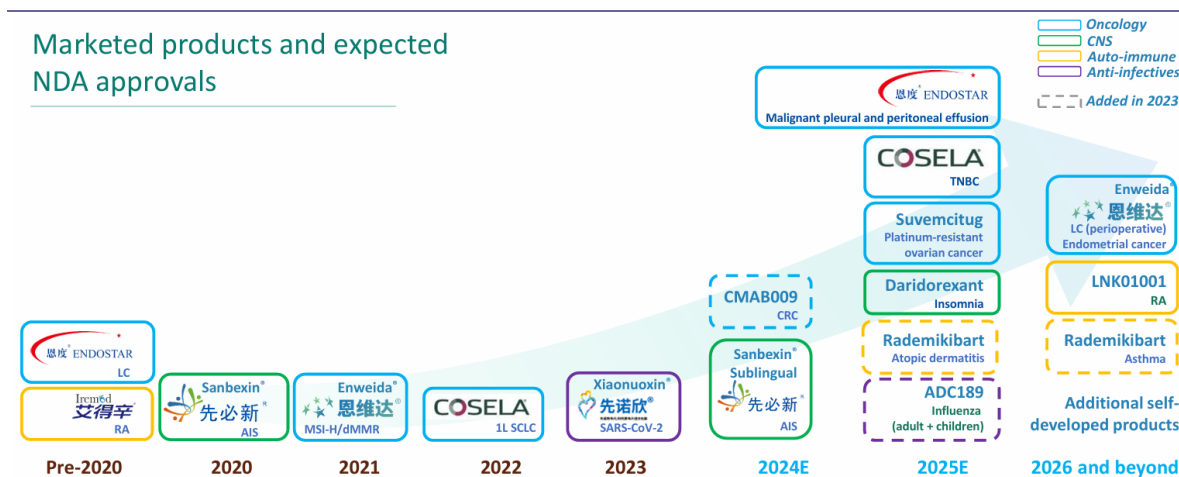 Marketed products and expected
NDA approvals
Oncology
CNS
Auto-immune
Anti-infectives
Added in 2023
恩度® ENDOSTAR
LC
Iremod
艾得辛®
RA
Pre-2020
Sanbexin®
先必新®
AIS
2020
Enweida®
恩维达®
MSI-H/dMMR
2021
COSELA
1L SCLC
2022
Xiaonuoxin®
先诺欣®
SARS-CoV-2
2023
CMAB009
CRC
Sanbexin®
Sublingual
先必新®
AIS
2024E
恩度® ENDOSTAR
Malignant pleural and peritoneal effusion
COSELA
TNBC
Suvemcitug
Platinum-resistant
ovarian cancer
Daridorexant
Insomnia
Rademikibart
Atopic dermatitis
ADC189
Influenza
(adult + children)
2025E
Enweida®
恩维达®
LC (perioperative)
Endometrial cancer
LNK01001
RA
Rademikibart
Asthma
Additional self-
developed products
2026 and beyond